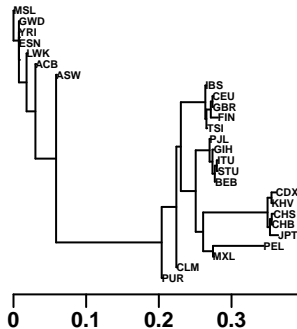 MSL
GWD
YRI
ESN
LWK
ACB
ASW
IBS
CEU
GBR
FIN
TSI
PJL
GIH
ITU
STU
BEB
CDX
KHV
CHS
CHB
JPT
PEL
MXL
CLM
PUR
0 0.1 0.2 0.3